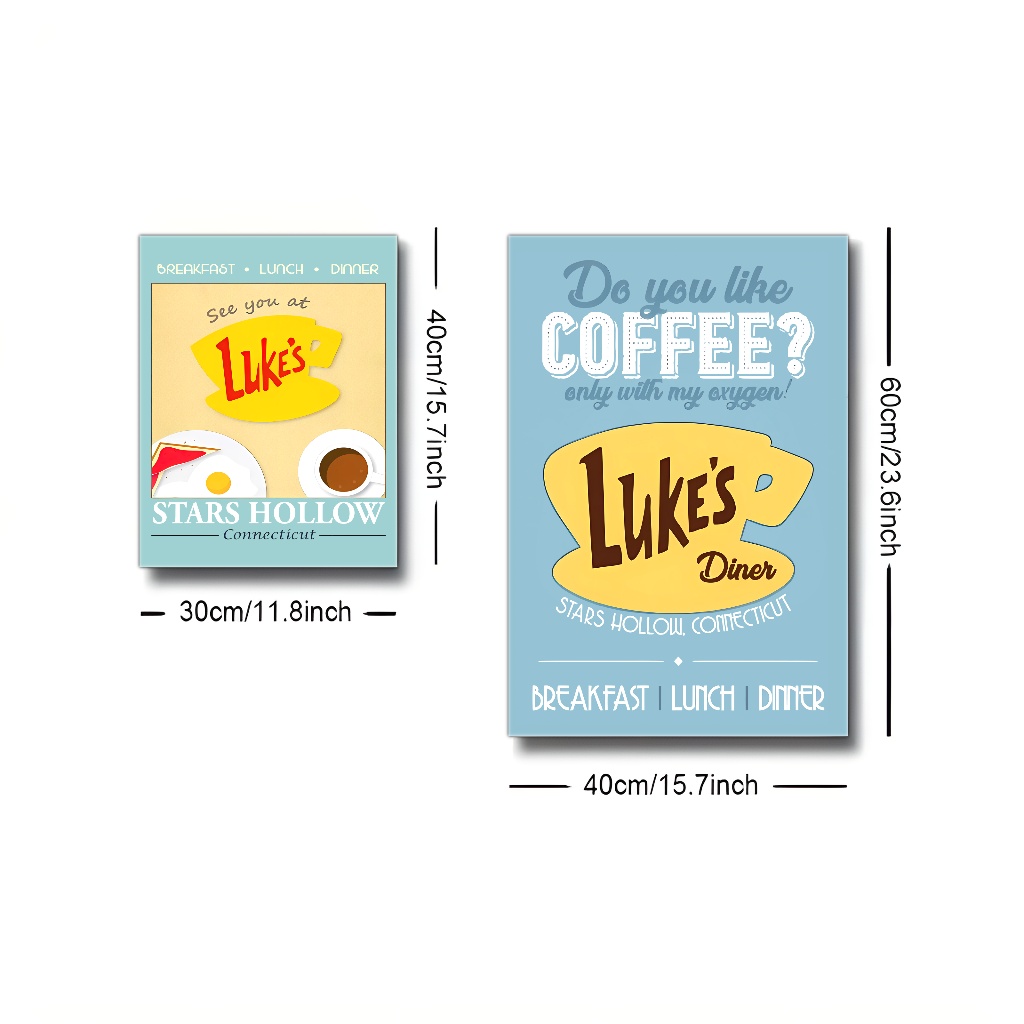 BREAKFAST • LUNCH • DINNER
See you at
LUKE'S
STARS HOLLOW
Connecticut
40cm/15.7inch
30cm/11.8inch
Do you like
COFFEE?
only with my oxygen!
LUKE'S
Diner
STARS HOLLOW, CONNECTICUT
BREAKFAST | LUNCH | DINNER
60cm/23.6inch
40cm/15.7inch